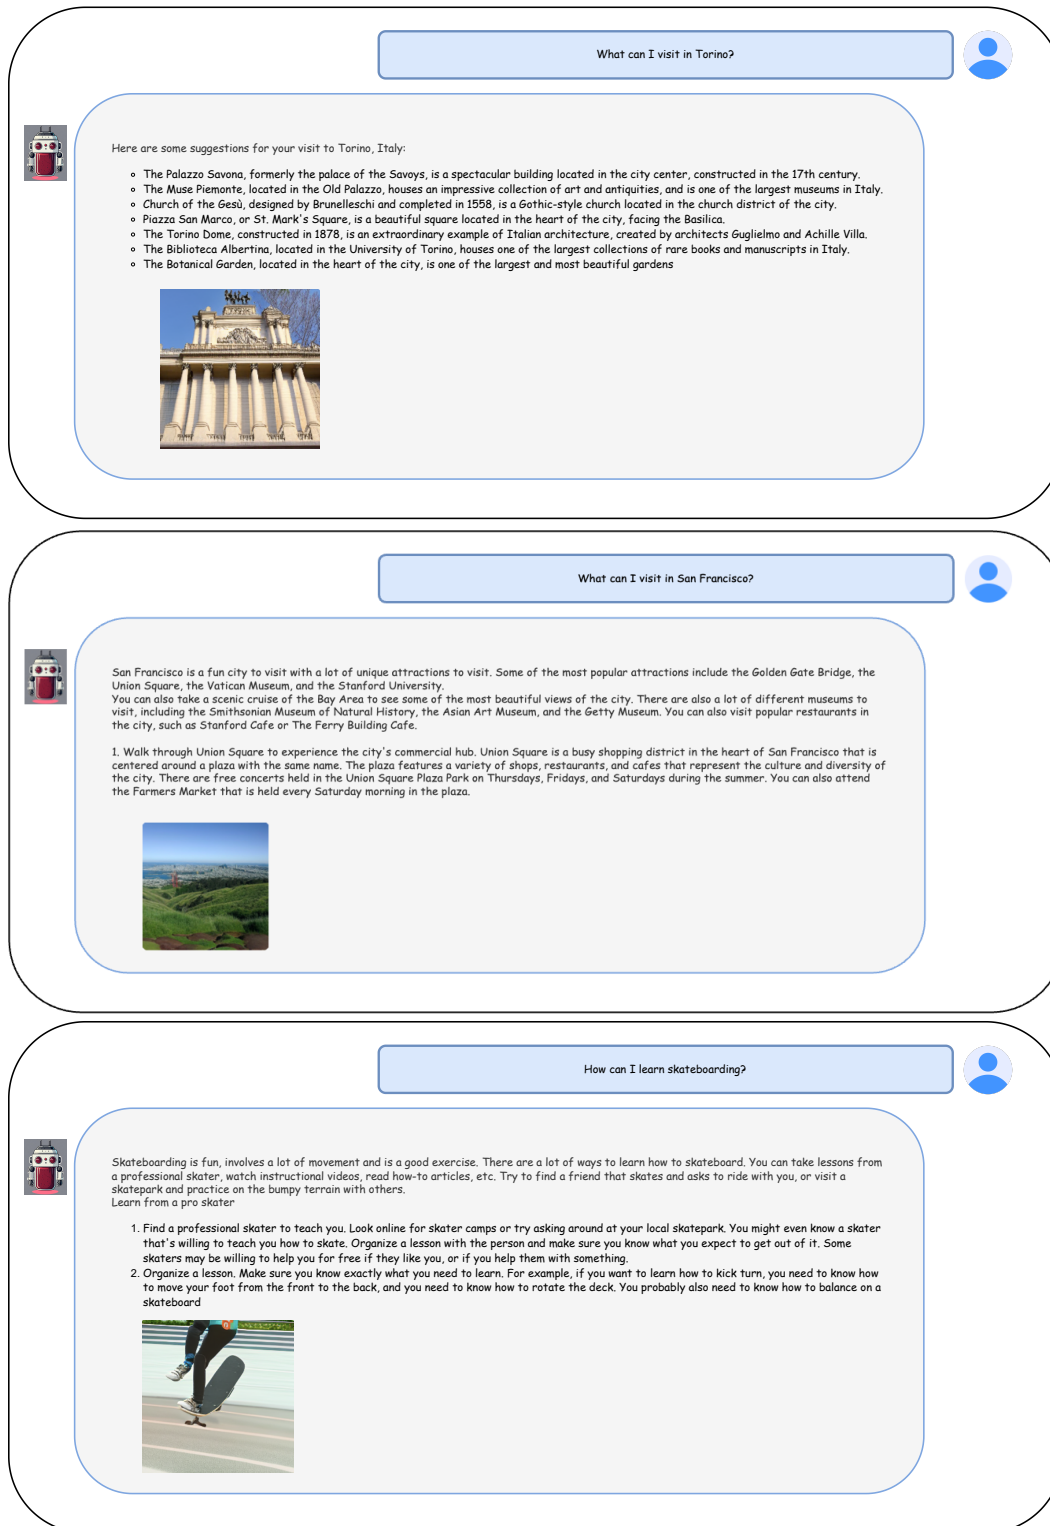 What can I visit in Torino?
Here are some suggestions for your visit to Torino, Italy:
The Palazzo Savona, formerly the palace of the Savoys, is a spectacular building located in the city center, constructed in the 17th century.
The Muse Piemonte, located in the Old Palazzo, houses an impressive collection of art and antiquities, and is one of the largest museums in Italy.
Church of the Gesù, designed by Brunelleschi and completed in 1558, is a Gothic-style church located in the church district of the city.
Piazza San Marco, or St. Mark's Square, is a beautiful square located in the heart of the city, facing the Basilica.
The Torino Dome, constructed in 1878, is an extraordinary example of Italian architecture, created by architects Guglielmo and Achille Villa.
The Biblioteca Albertina, located in the University of Torino, houses one of the largest collections of rare books and manuscripts in Italy.
The Botanical Garden, located in the heart of the city, is one of the largest and most beautiful gardens
What can I visit in San Francisco?
San Francisco is a fun city to visit with a lot of unique attractions to visit. Some of the most popular attractions include the Golden Gate Bridge, the
Union Square, the Vatican Museum, and the Stanford University.
You can also take a scenic cruise of the Bay Area to see some of the most beautiful views of the city. There are also a lot of different museums to
visit, including the Smithsonian Museum of Natural History, the Asian Art Museum, and the Getty Museum. You can also visit popular restaurants in
the city, such as Stanford Cafe or The Ferry Building Cafe.
1. Walk through Union Square to experience the city's commercial hub. Union Square is a busy shopping district in the heart of San Francisco that is
centered around a plaza with the same name. The plaza features a variety of shops, restaurants, and cafes that represent the culture and diversity of
the city. There are free concerts held in the Union Square Plaza Park on Thursdays, Fridays, and Saturdays during the summer. You can also attend
the Farmers Market that is held every Saturday morning in the plaza.
How can I learn skateboarding?
Skateboarding is fun, involves a lot of movement and is a good exercise. There are a lot of ways to learn how to skateboard. You can take lessons from
a professional skater, watch instructional videos, read how-to articles, etc. Try to find a friend that skates and asks to ride with you, or visit a
skatepark and practice on the bumpy terrain with others.
Learn from a pro skater
1. Find a professional skater to teach you. Look online for skater camps or try asking around at your local skatepark. You might even know a skater
that's willing to teach you how to skate. Organize a lesson with the person and make sure you know what you expect to get out of it. Some
skaters may be willing to help you for free if they like you, or if you help them with something.
2. Organize a lesson. Make sure you know exactly what you need to learn. For example, if you want to learn how to kick turn, you need to know how
to move your foot from the front to the back, and you need to know how to rotate the deck. You probably also need to know how to balance on a
skateboard